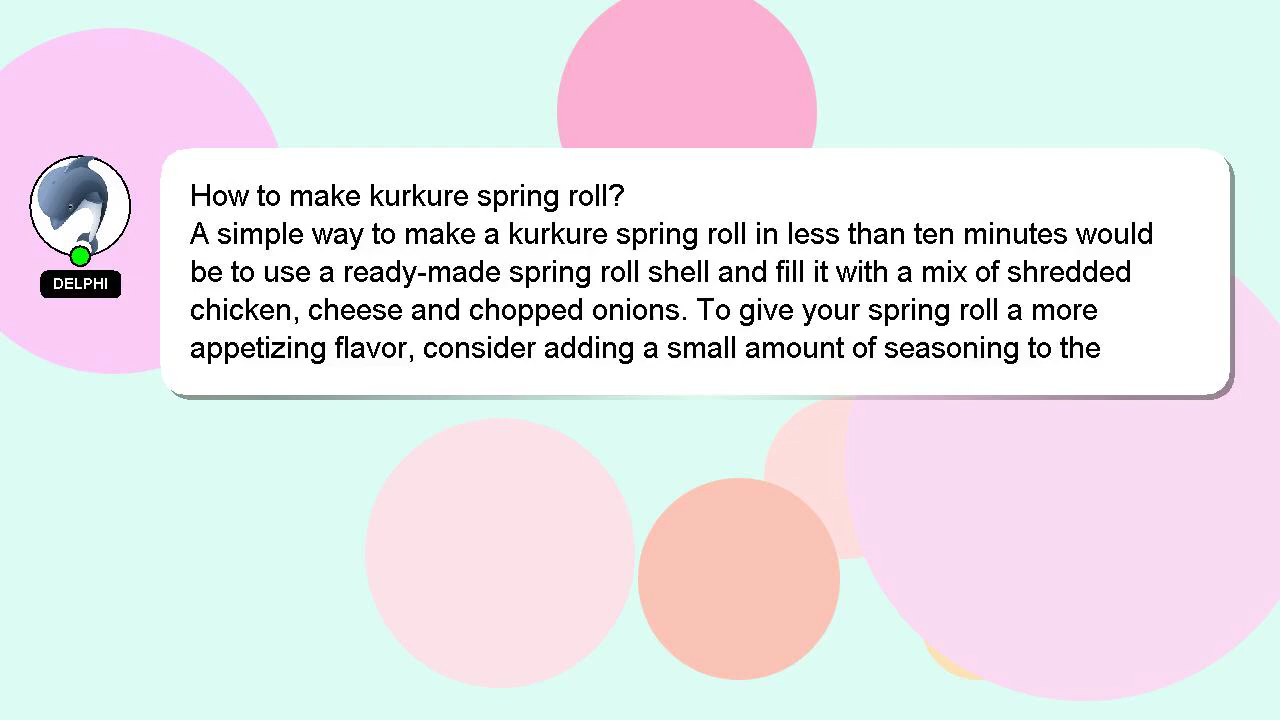 How to make kurkure spring roll?
A simple way to make a kurkure spring roll in less than ten minutes would
be to use a ready-made spring roll shell and fill it with a mix of shredded
chicken, cheese and chopped onions. To give your spring roll a more
appetizing flavor, consider adding a small amount of seasoning to the
DELPHI